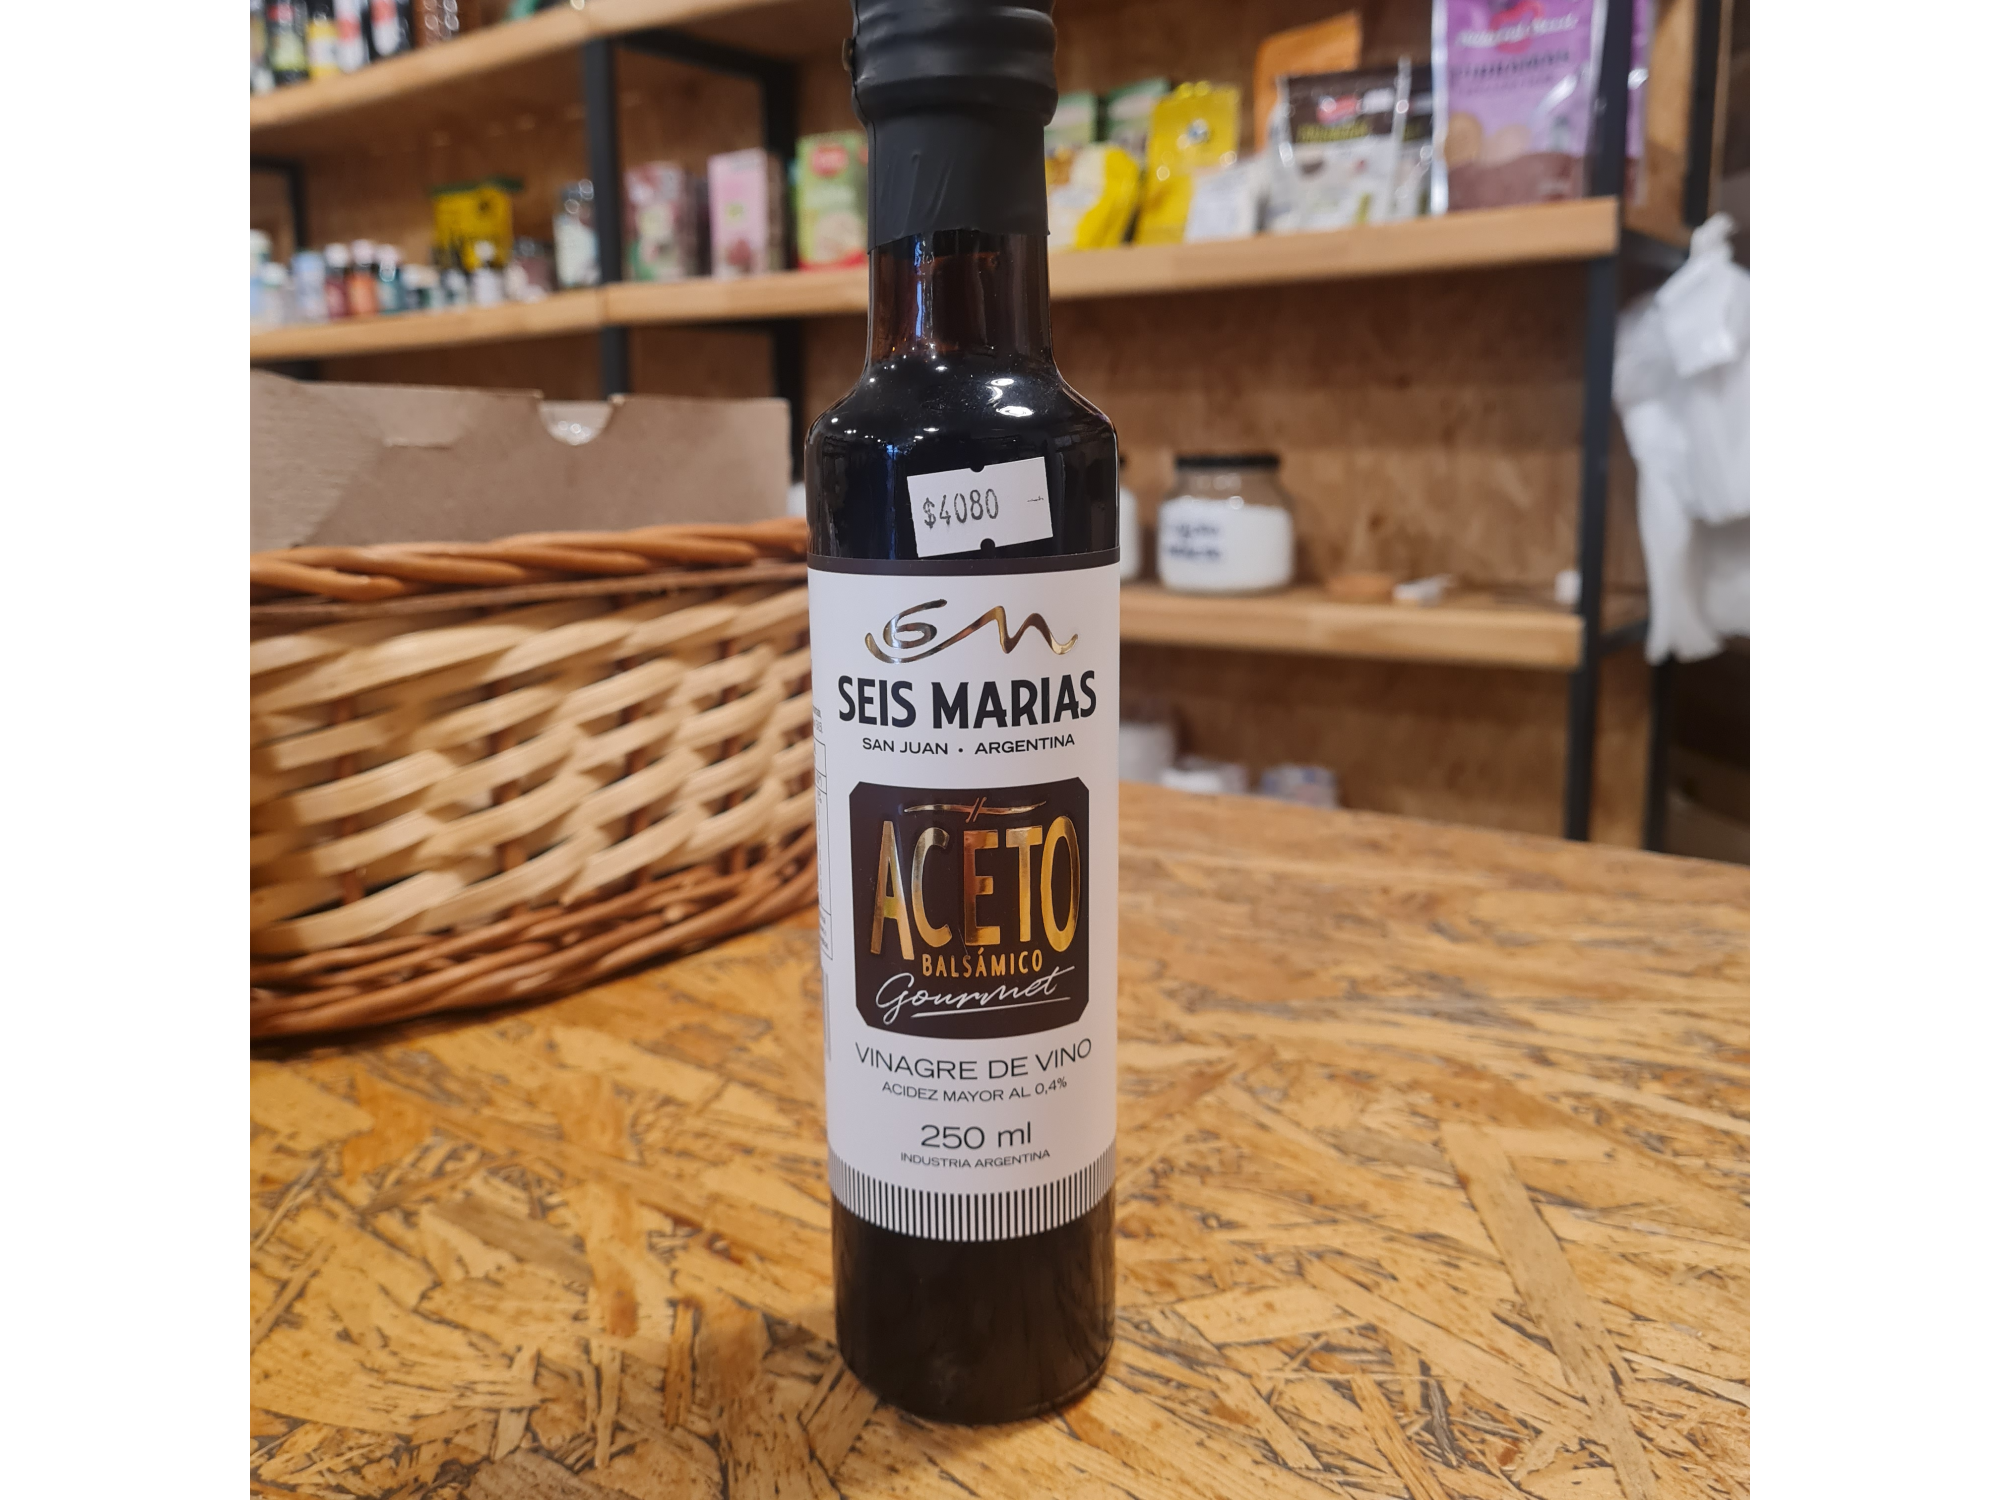 $4080
6M
SEIS MARIAS
SAN JUAN • ARGENTINA
ACETO
BALSÁMICO
Gourmet
VINAGRE DE VINO
ACIDEZ MAYOR AL 0,4%
250 ml
INDUSTRIA ARGENTINA